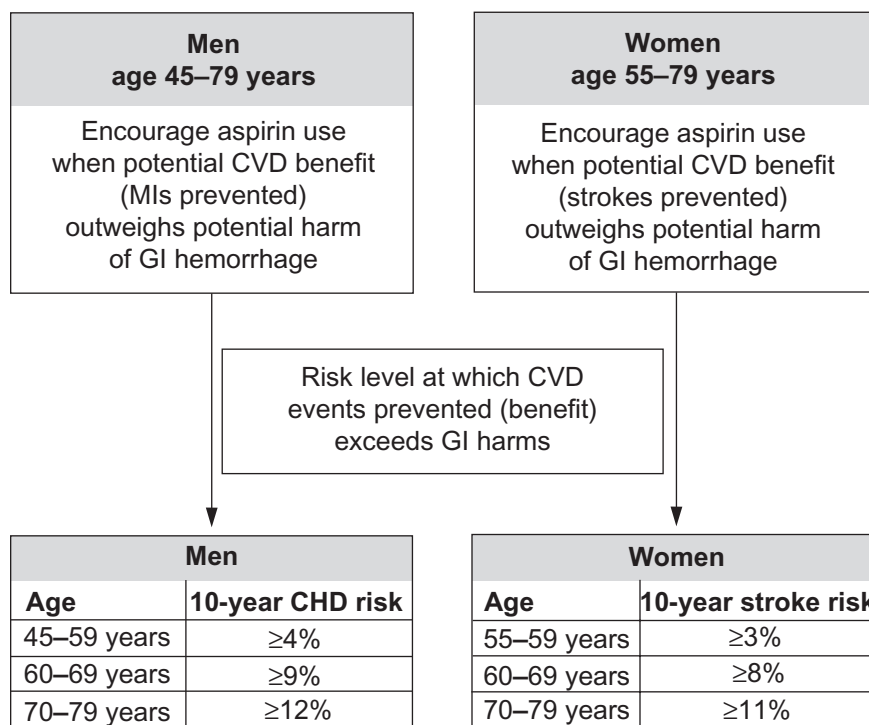 Men
age 45–79 years
Encourage aspirin use
when potential CVD benefit
(MIs prevented)
outweighs potential harm
of GI hemorrhage
Women
age 55–79 years
Encourage aspirin use
when potential CVD benefit
(strokes prevented)
outweighs potential harm
of GI hemorrhage
Risk level at which CVD
events prevented (benefit)
exceeds GI harms
Men
Age 10-year CHD risk
45–59 years ≥4%
60–69 years ≥9%
70–79 years ≥12%
Women
Age 10-year stroke risk
55–59 years ≥3%
60–69 years ≥8%
70–79 years ≥11%